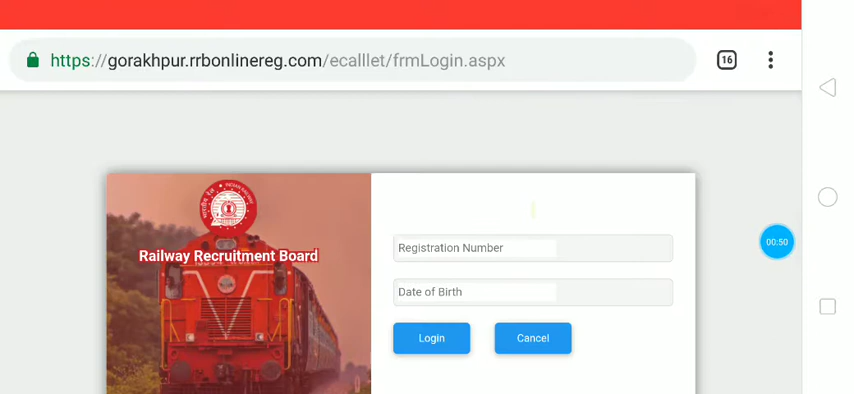 https://gorakhpur.rrbonlinereg.com/ecalllet/frmLogin.aspx
16
Railway Recruitment Board
Registration Number
Date of Birth
Login
Cancel
00:50